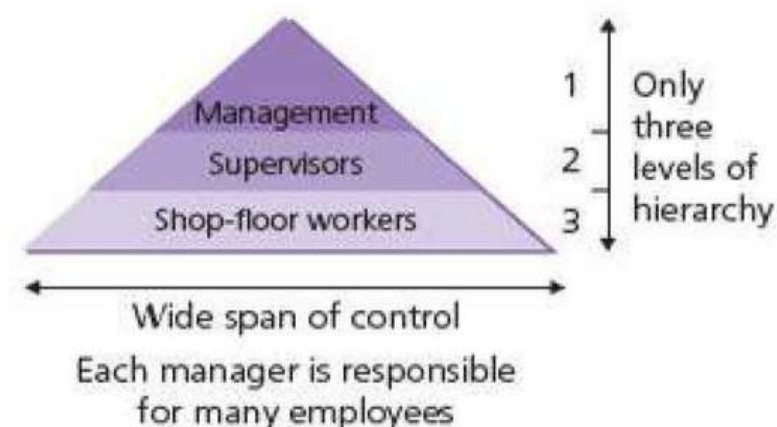 Management
Supervisors
Shop-floor workers
1
2
3
Only
three
levels of
hierarchy
Wide span of control
Each manager is responsible
for many employees